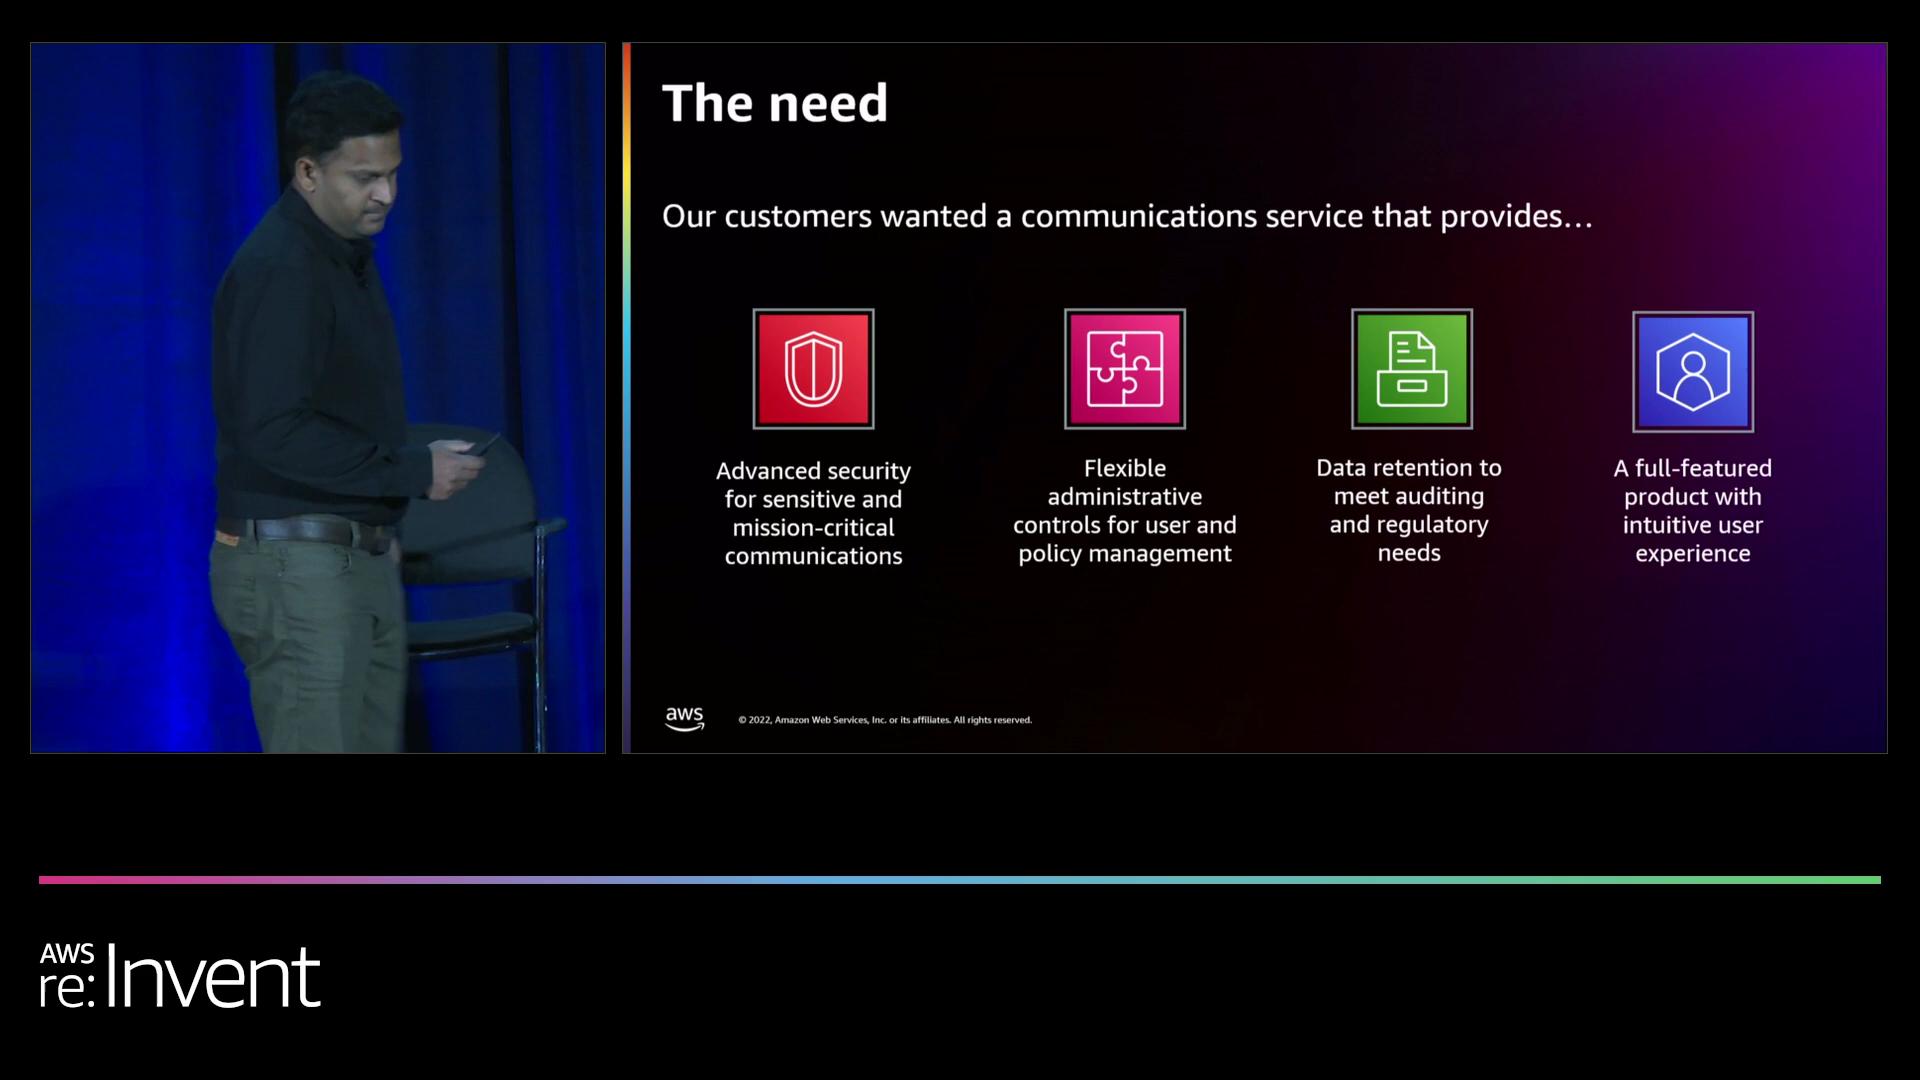 The need
Our customers wanted a communications service that provides...
Advanced security
for sensitive and
mission-critical
communications
Flexible
administrative
controls for user and
policy management
Data retention to
meet auditing
and regulatory
needs
A full-featured
product with
intuitive user
experience
aws
© 2022, Amazon Web Services, Inc. or its affiliates. All rights reserved.
AWS
re:Invent